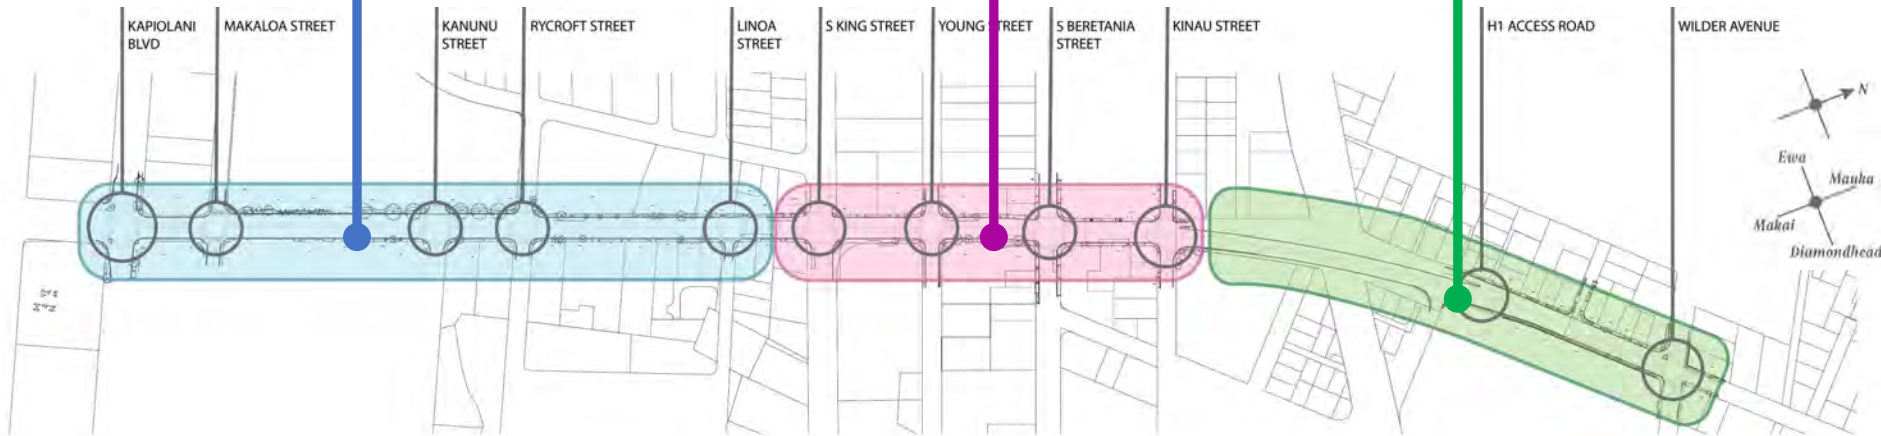 KAPIOLANI
BLVD
MAKALOA STREET
KANUNU
STREET
RYCROFT STREET
LINOA
STREET
S KING STREET
YOUNG STREET
S BERETANIA
STREET
KINAU STREET
H1 ACCESS ROAD
WILDER AVENUE
N
Ewa
Mauka
Makai
Diamondhead